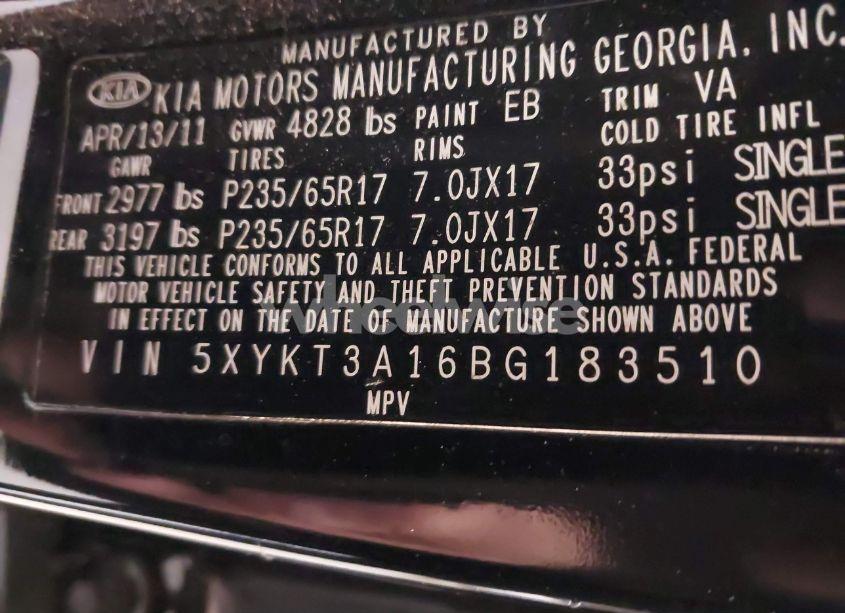 MANUFACTURED BY
KIA KIA MOTORS MANUFACTURING GEORGIA, INC.
APR/13/11 GVWR 4828 lbs PAINT EB TRIM VA
GAWR TIRES RIMS COLD TIRE INFL
FRONT 2977 lbs P235/65R17 7.0JX17 33psi SINGLE
REAR 3197 lbs P235/65R17 7.0JX17 33psi SINGLE
THIS VEHICLE CONFORMS TO ALL APPLICABLE U.S.A. FEDERAL
MOTOR VEHICLE SAFETY AND THEFT PREVENTION STANDARDS
IN EFFECT ON THE DATE OF MANUFACTURE SHOWN ABOVE
VIN 5XYKT3A16BG183510
MPV